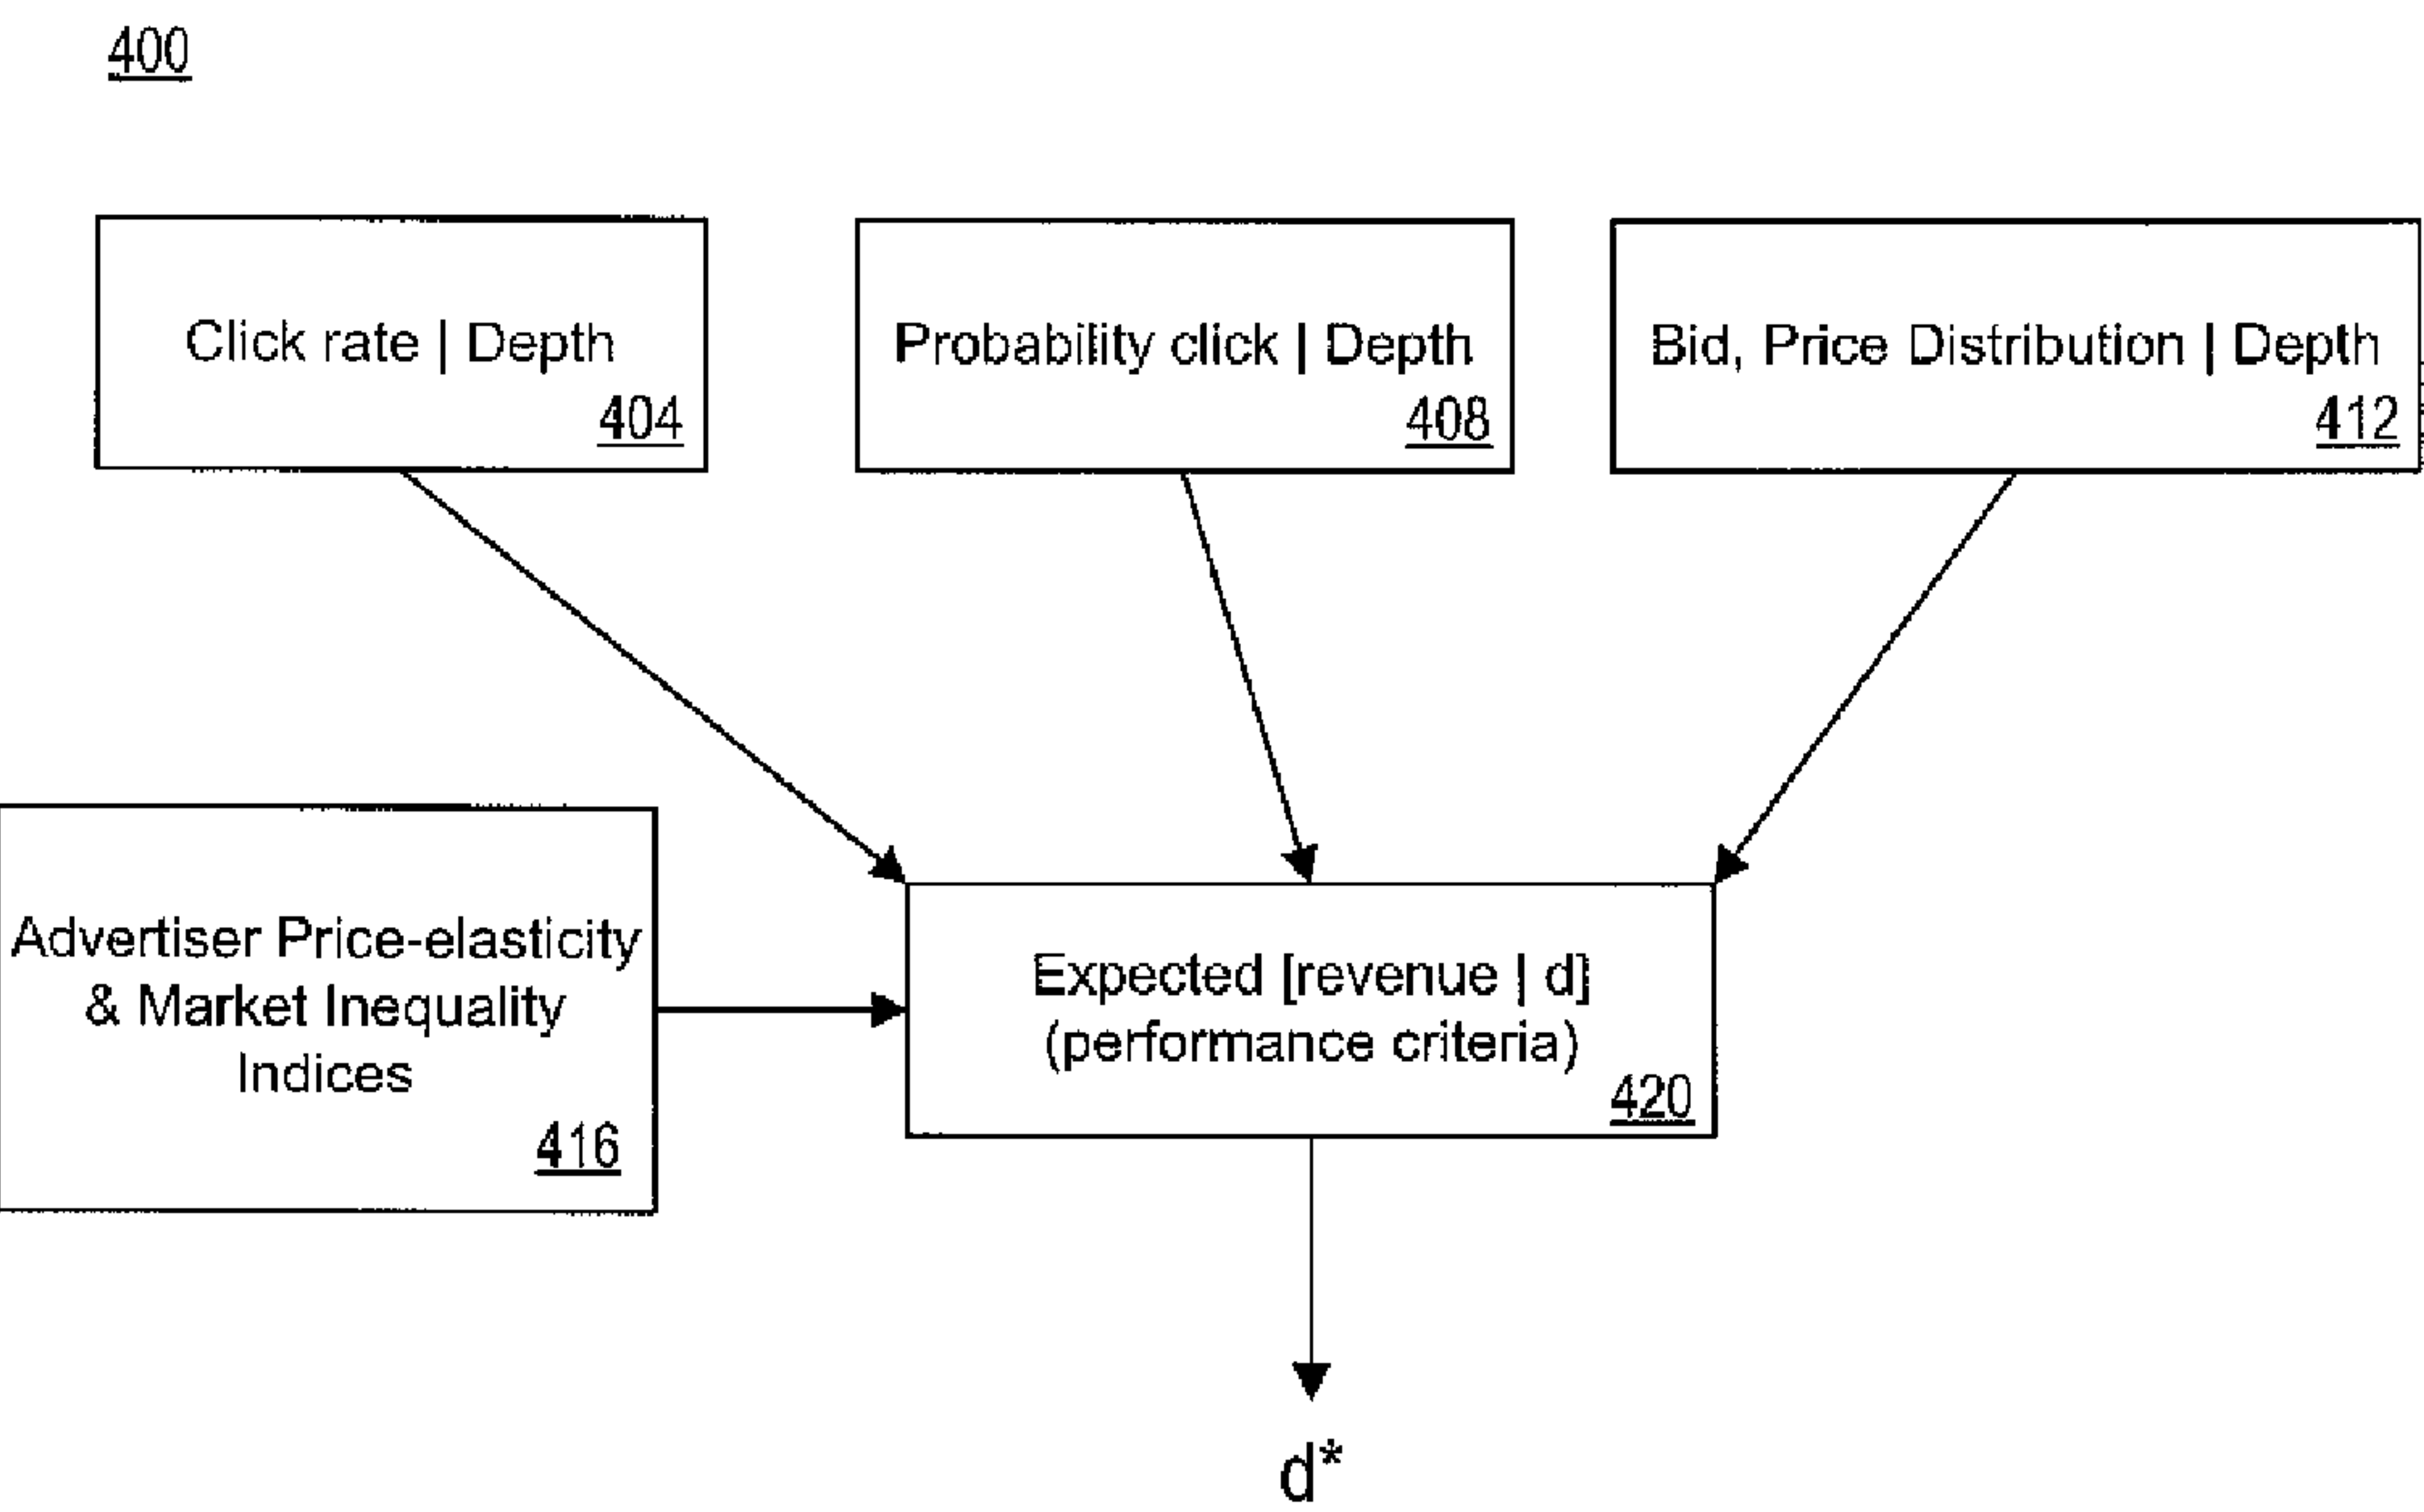 400
Click rate | Depth
404
Probability click | Depth
408
Bid, Price Distribution | Depth
412
Advertiser Price-elasticity
& Market Inequality
Indices
416
Expected [revenue | d]
(performance criteria)
420
d*